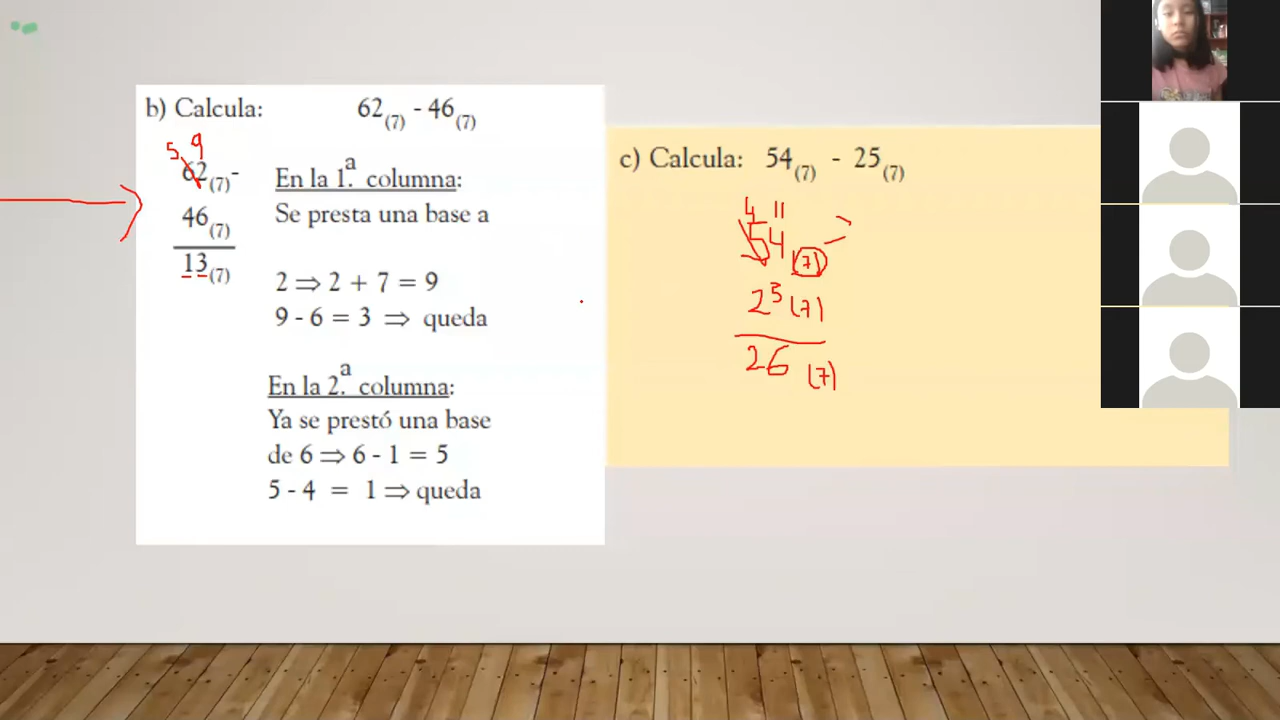 b) Calcula: 62(7) - 46(7)
5 9
62(7) -
46(7)
13(7)
En la 1.a columna:
Se presta una base a
2 ⇒ 2 + 7 = 9
9 - 6 = 3 ⇒ queda
En la 2.a columna:
Ya se prestó una base
de 6 ⇒ 6 - 1 = 5
5 - 4 = 1 ⇒ queda
c) Calcula: 54(7) - 25(7)
4 11
54(7) -
25(7)
26(7)